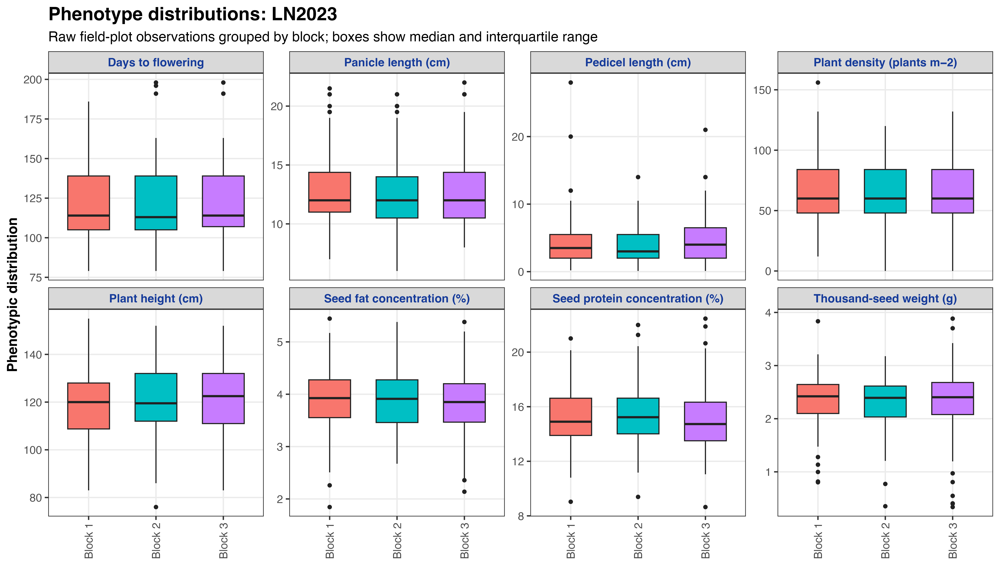 Phenotype distributions: LN2023
Raw field-plot observations grouped by block; boxes show median and interquartile range
Phenotypic distribution
Days to flowering
200
175
150
125
100
75
Panicle length (cm)
20
15
10
Pedicel length (cm)
20
10
0
Plant density (plants m−2)
150
100
50
0
Plant height (cm)
140
120
100
80
Block 1
Block 2
Block 3
Seed fat concentration (%)
5
4
3
2
Block 1
Block 2
Block 3
Seed protein concentration (%)
20
16
12
8
Block 1
Block 2
Block 3
Thousand-seed weight (g)
4
3
2
1
Block 1
Block 2
Block 3